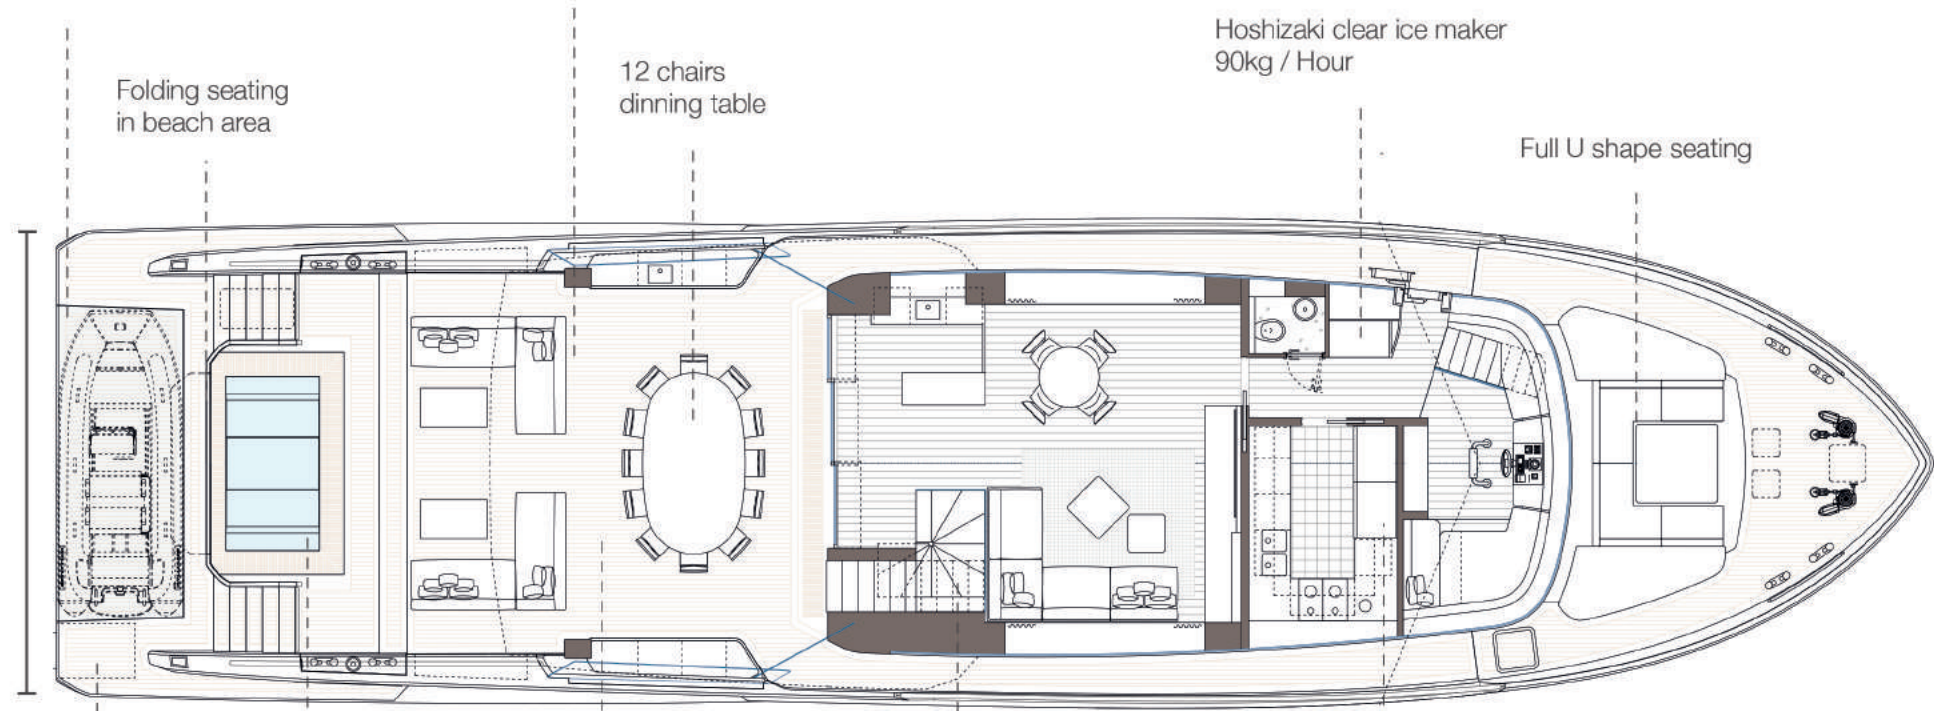 Folding seating
in beach area
12 chairs
dinning table
Hoshizaki clear ice maker
90kg / Hour
Full U shape seating